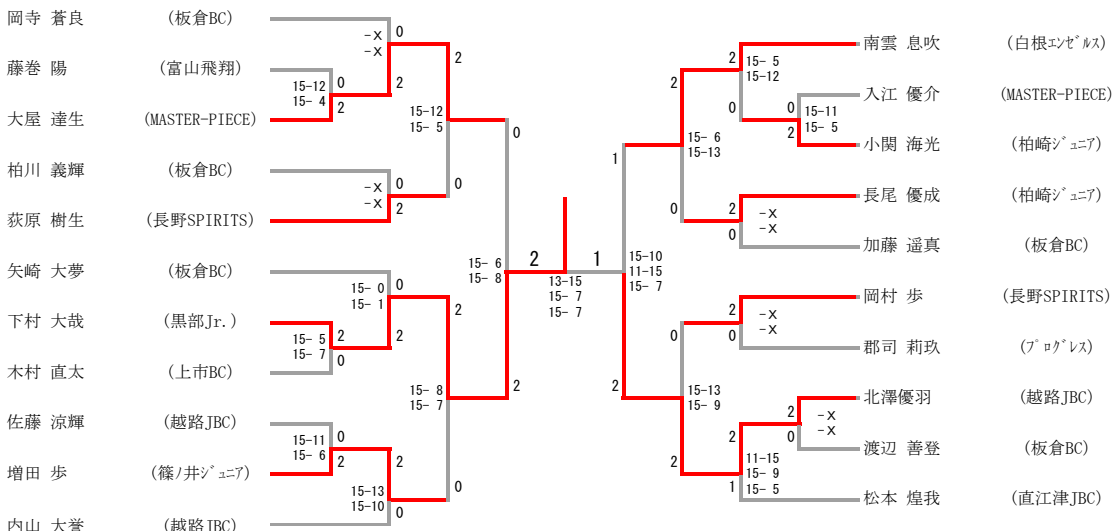 岡寺 蒼良 (板倉BC)
藤巻 陽 (富山飛翔)
大屋 達生 (MASTER-PIECE)
柏川 義輝 (板倉BC)
荻原 樹生 (長野SPIRITS)
矢崎 大夢 (板倉BC)
下村 大哉 (黒部Jr.)
木村 直太 (上市BC)
佐藤 涼輝 (越路JBC)
増田 歩 (篠ノ井ジュニア)
内山 大誉 (越路JBC)
-X
-X
0
2
15-12
15- 4
0
2
15-12
15- 5
2
0
-X
-X
0
2
15- 6
15- 8
0
2
15- 0
15- 1
0
2
15- 5
15- 7
2
0
15- 8
15- 7
2
0
15-11
15- 6
0
2
15-13
15-10
2
0
2
13-15
15- 7
15- 7
1
15-10
11-15
15- 7
1
2
15- 6
15-13
2
0
15- 5
15-12
2
0
15-11
15- 5
0
2
-X
-X
2
0
15-13
15- 9
0
2
-X
-X
2
0
11-15
15- 9
15- 5
2
1
-X
-X
2
0
南雲 息吹 (白根エンゼルス)
入江 優介 (MASTER-PIECE)
小関 海光 (柏崎ジュニア)
長尾 優成 (柏崎ジュニア)
加藤 遥真 (板倉BC)
岡村 歩 (長野SPIRITS)
郡司 莉玖 (プログレス)
北澤優羽 (越路JBC)
渡辺 善登 (板倉BC)
松本 煌我 (直江津JBC)